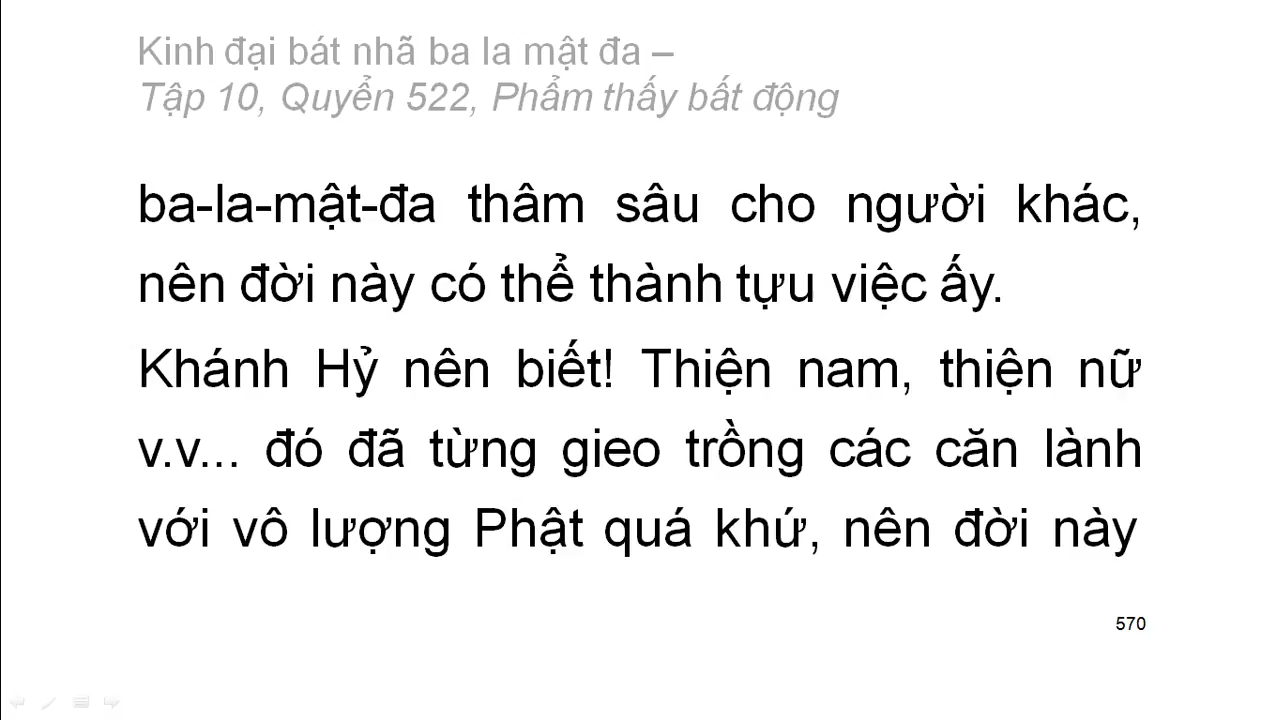 Kinh đại bát nhã ba la mật đa –
Tập 10, Quyển 522, Phẩm thấy bất động
ba-la-mật-đa thâm sâu cho người khác,
nên đời này có thể thành tựu việc ấy.
Khánh Hỷ nên biết! Thiện nam, thiện nữ
v.v... đó đã từng gieo trồng các căn lành
với vô lượng Phật quá khứ, nên đời này
570